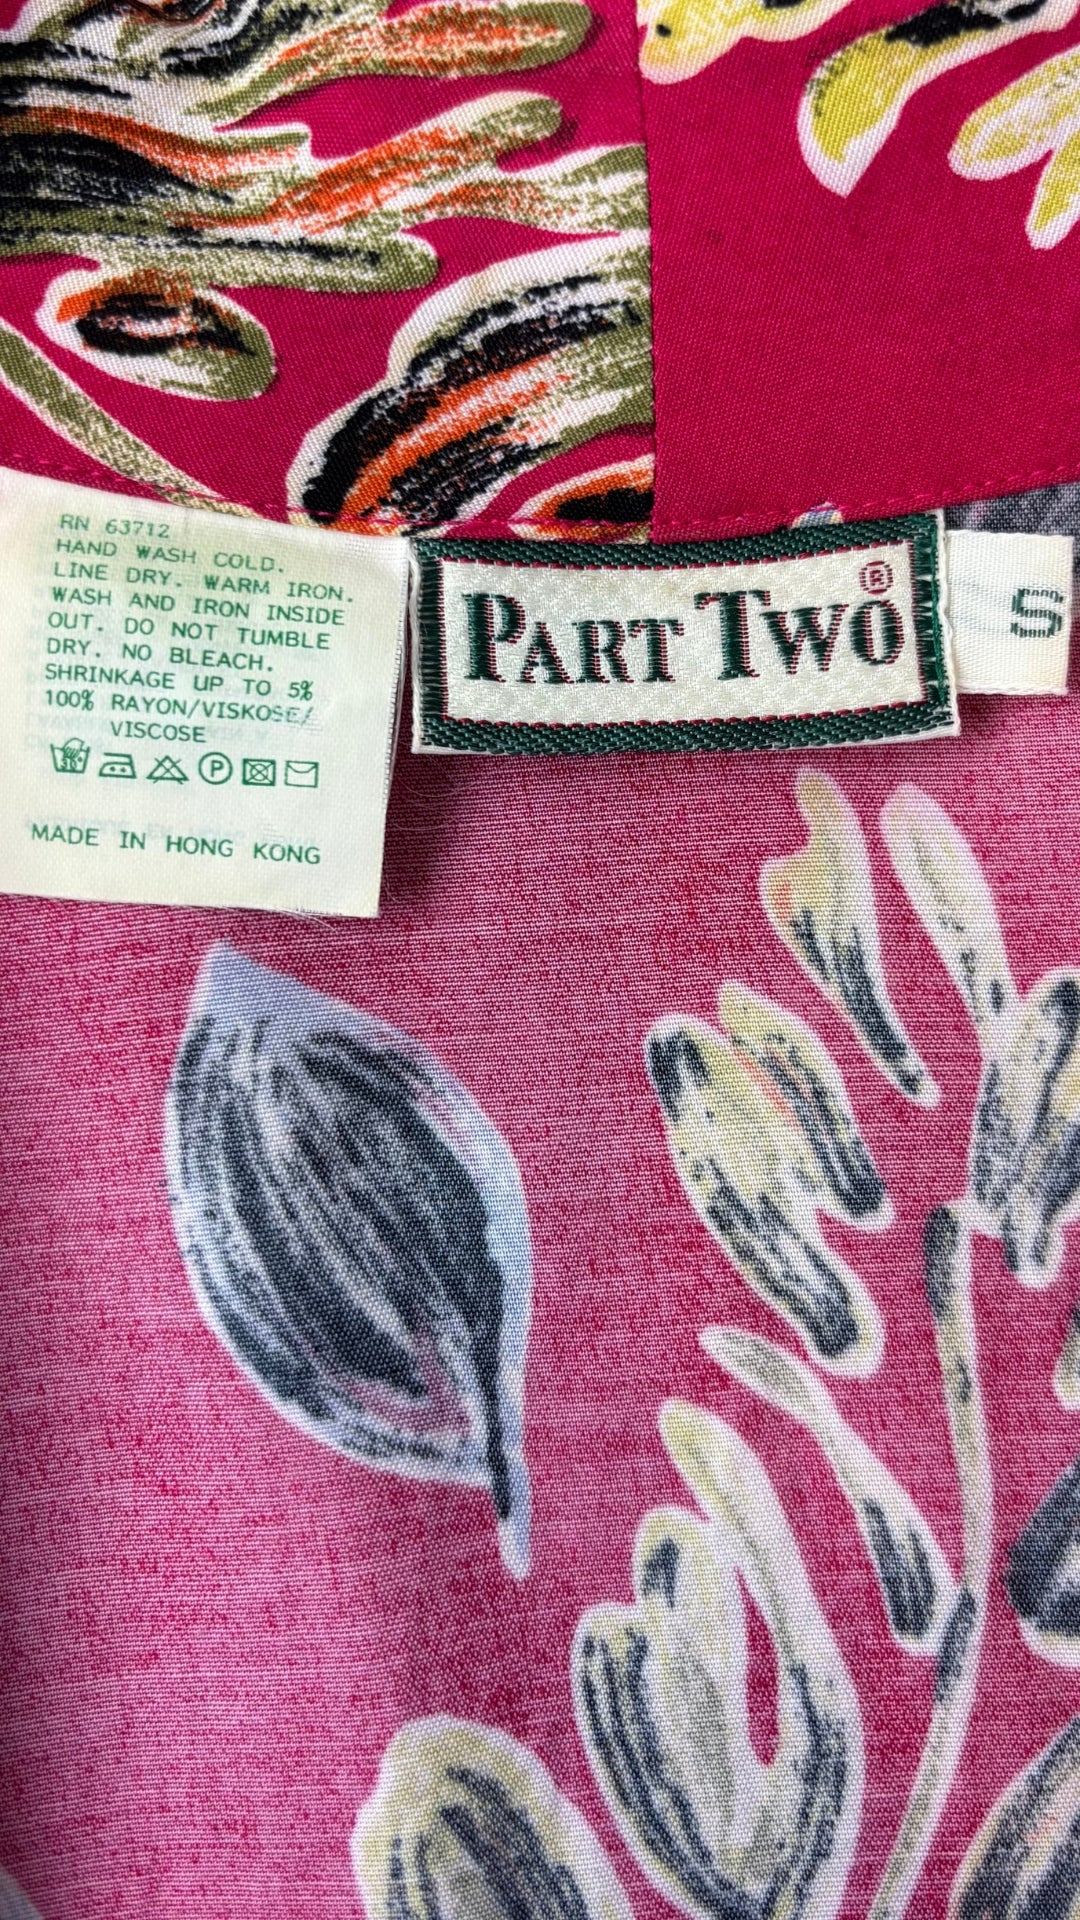 RN 63712
HAND WASH COLD.
LINE DRY. WARM IRON.
WASH AND IRON INSIDE
OUT. DO NOT TUMBLE
DRY. NO BLEACH.
SHRINKAGE UP TO 5%
100% RAYON/VISKOSE/
VISCOSE
P
MADE IN HONG KONG
PART TWO®
S